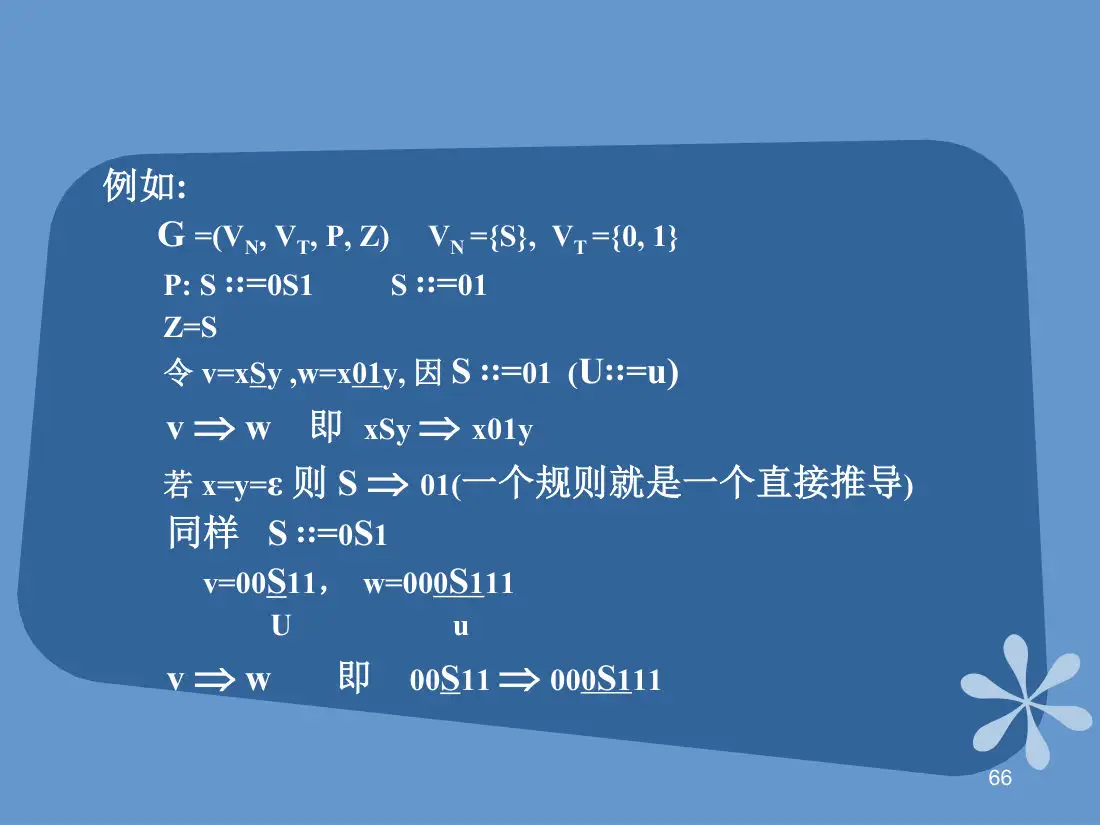 例如:
G =(VN, VT, P, Z) VN ={S}, VT ={0, 1}
P: S ::=0S1 S ::=01
Z=S
令 v=xSy ,w=x01y, 因 S ::=01 (U::=u)
v ⇒ w 即 xSy ⇒ x01y
若 x=y=ε 则 S ⇒ 01(一个规则就是一个直接推导)
同样 S ::=0S1
v=00S11， w=000S111
U u
v ⇒ w 即 00S11 ⇒ 000S111
66